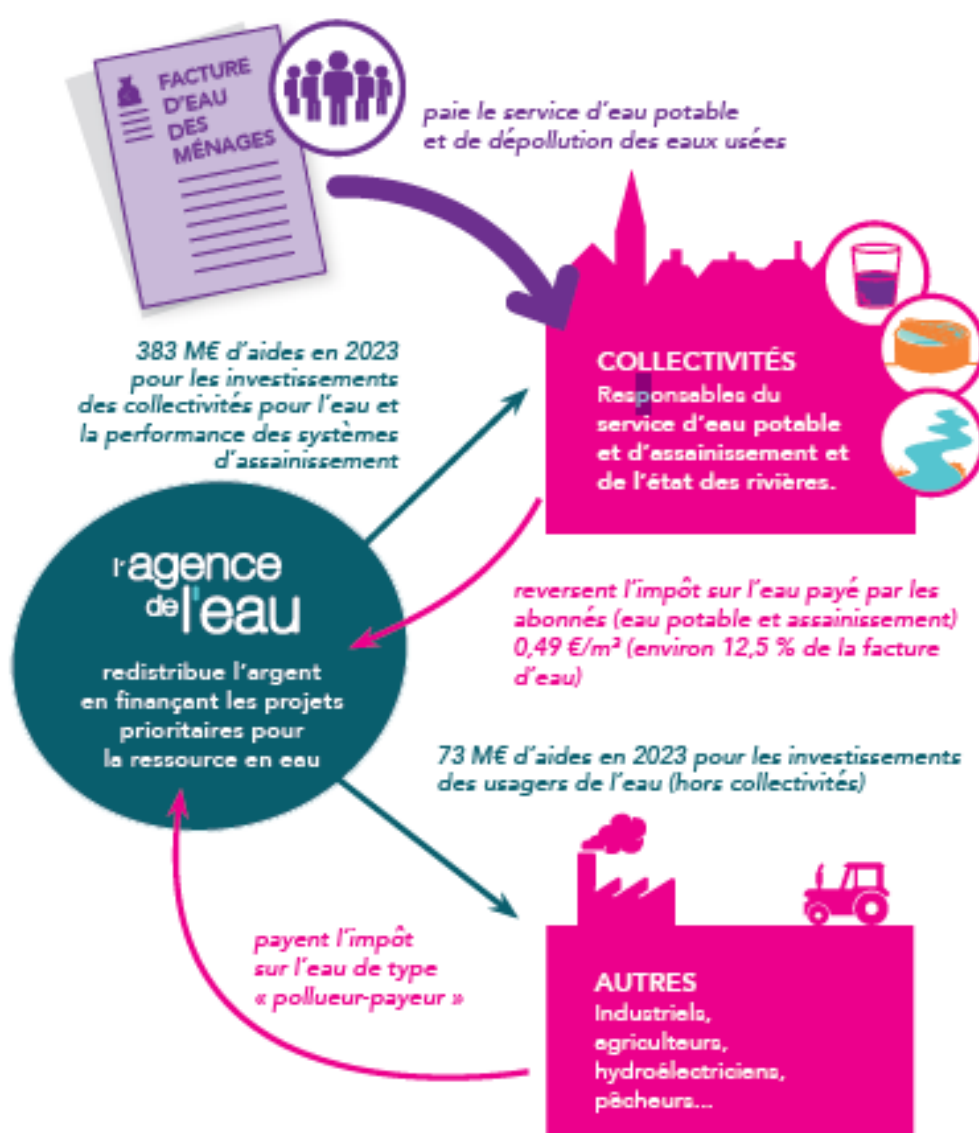 FACTURE
D'EAU
DES
MÉNAGES
paie le service d'eau potable
et de dépollution des eaux usées
383 M€ d'aides en 2023
pour les investissements
des collectivités pour l'eau et
la performance des systèmes
d'assainissement
COLLECTIVITÉS
Responsables du
service d'eau potable
et d'assainissement et
de l'état des rivières.
l'agence
de l'eau
redistribue l'argent
en finançant les projets
prioritaires pour
la ressource en eau
reversent l'impôt sur l'eau payé par les
abonnés (eau potable et assainissement)
0,49 €/m³ (environ 12,5 % de la facture
d'eau)
73 M€ d'aides en 2023 pour les investissements
des usagers de l'eau (hors collectivités)
payent l'impôt
sur l'eau de type
« pollueur-payeur »
AUTRES
Industriels,
agriculteurs,
hydroélectriciens,
pêcheurs...